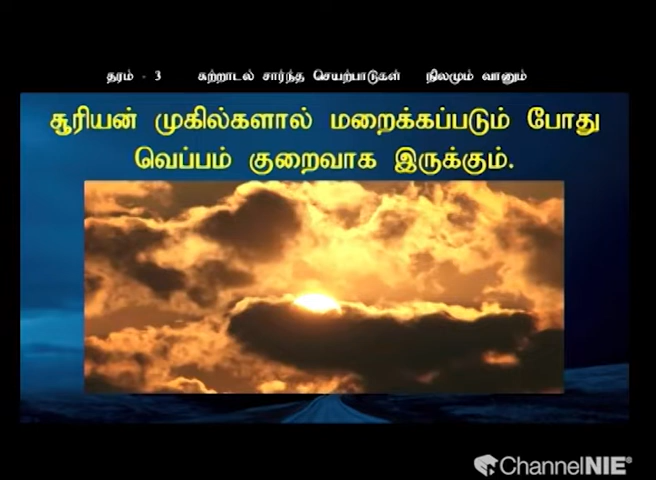 தரம் - 3 சுற்றாடல் சார்ந்த செயற்பாடுகள் நிலமும் வானும்
சூரியன் முகில்களால் மறைக்கப்படும் போது
வெப்பம் குறைவாக இருக்கும்.
ChannelNIE®